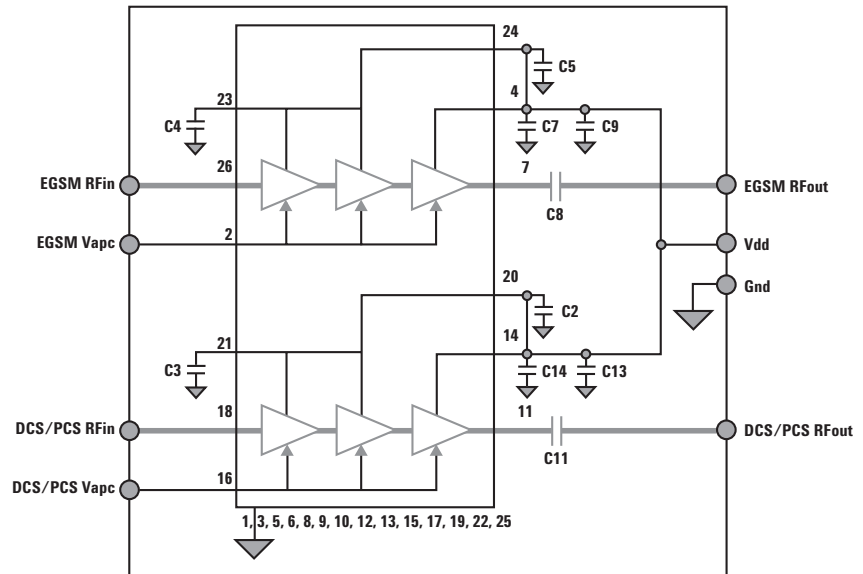 24
C5
23
4
C4
C7
C9
26
7
EGSM RFin
EGSM RFout
C8
EGSM Vapc
2
Vdd
20
Gnd
C2
21
14
C3
C14
C13
18
11
DCS/PCS RFin
DCS/PCS RFout
C11
16
DCS/PCS Vapc
1, 3, 5, 6, 8, 9, 10, 12, 13, 15, 17, 19, 22, 25